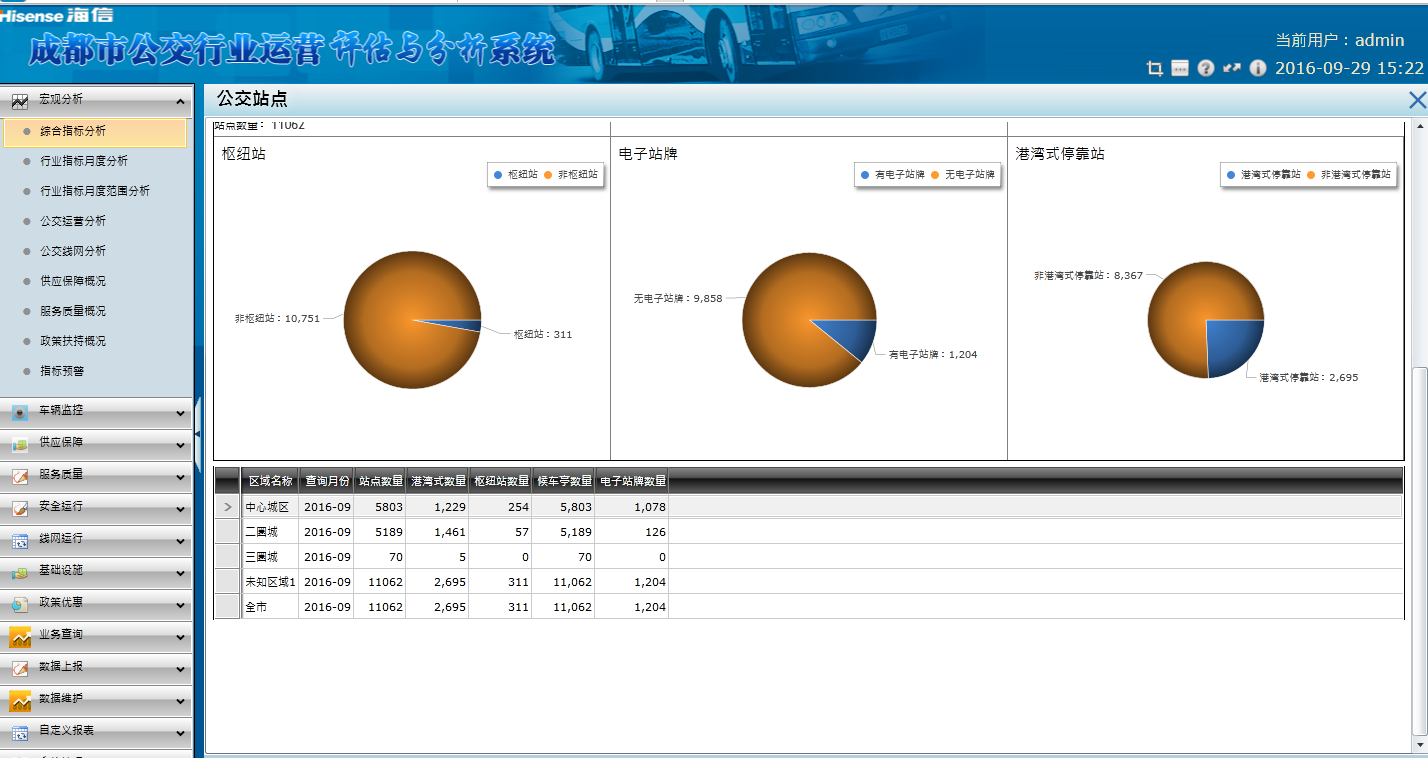 Hisense 海信
成都市公交行业运营评估与分析系统
当前用户：admin
2016-09-29 15:22
宏观分析
综合指标分析
行业指标月度分析
行业指标月度范围分析
公交运营分析
公交线网分析
供应保障概况
服务质量概况
政策扶持概况
指标预警
车辆监控
供应保障
服务质量
安全运行
线网运行
基础设施
政策优惠
业务查询
数据上报
数据维护
自定义报表
公交站点
站点数量： 11062
枢纽站
枢纽站 非枢纽站
非枢纽站：10,751
枢纽站：311
电子站牌
有电子站牌 无电子站牌
无电子站牌：9,858
有电子站牌：1,204
港湾式停靠站
港湾式停靠站 非港湾式停靠站
非港湾式停靠站：8,367
港湾式停靠站：2,695
区域名称 查询月份 站点数量 港湾式数量 枢纽站数量 候车亭数量 电子站牌数量
中心城区 2016-09 5803 1,229 254 5,803 1,078
二圈城 2016-09 5189 1,461 57 5,189 126
三圈城 2016-09 70 5 0 70 0
未知区域1 2016-09 11062 2,695 311 11,062 1,204
全市 2016-09 11062 2,695 311 11,062 1,204